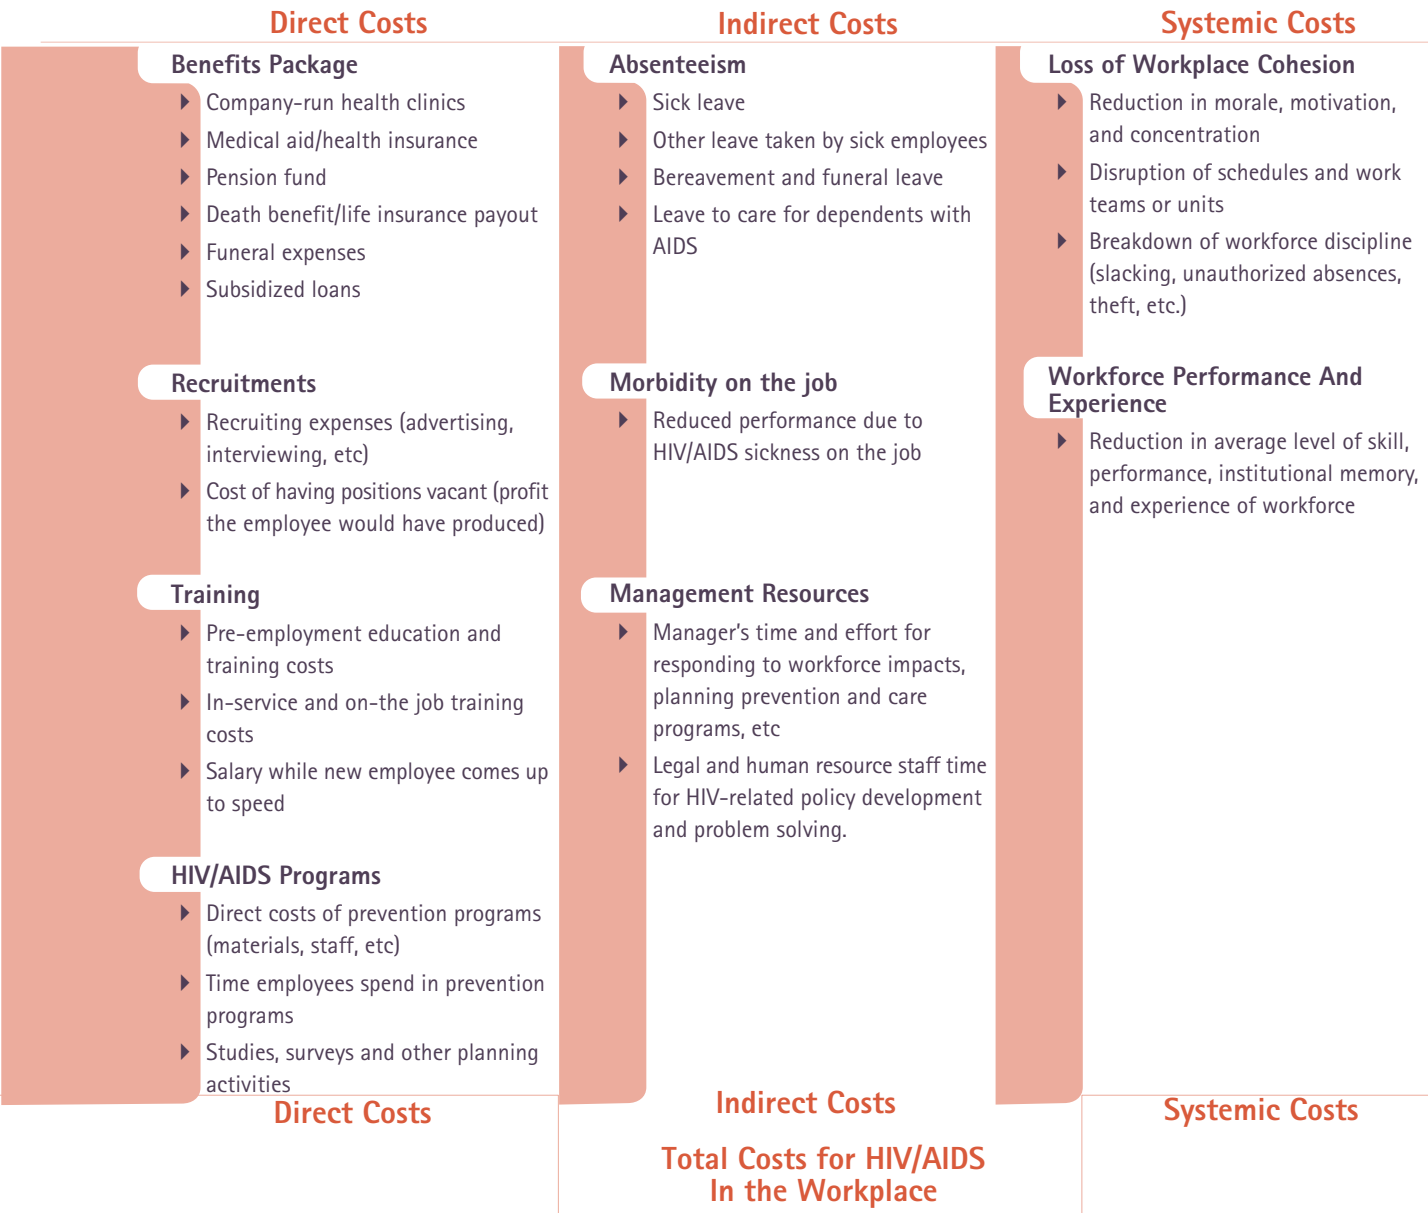 Direct Costs
Benefits Package
Company-run health clinics
Medical aid/health insurance
Pension fund
Death benefit/life insurance payout
Funeral expenses
Subsidized loans
Recruitments
Recruiting expenses (advertising,
interviewing, etc)
Cost of having positions vacant (profit
the employee would have produced)
Training
Pre-employment education and
training costs
In-service and on-the job training
costs
Salary while new employee comes up
to speed
HIV/AIDS Programs
Direct costs of prevention programs
(materials, staff, etc)
Time employees spend in prevention
programs
Studies, surveys and other planning
activities
Direct Costs
Indirect Costs
Absenteeism
Sick leave
Other leave taken by sick employees
Bereavement and funeral leave
Leave to care for dependents with
AIDS
Morbidity on the job
Reduced performance due to
HIV/AIDS sickness on the job
Management Resources
Manager's time and effort for
responding to workforce impacts,
planning prevention and care
programs, etc
Legal and human resource staff time
for HIV-related policy development
and problem solving.
Indirect Costs
Systemic Costs
Loss of Workplace Cohesion
Reduction in morale, motivation,
and concentration
Disruption of schedules and work
teams or units
Breakdown of workforce discipline
(slacking, unauthorized absences,
theft, etc.)
Workforce Performance And
Experience
Reduction in average level of skill,
performance, institutional memory,
and experience of workforce
Systemic Costs
Total Costs for HIV/AIDS
In the Workplace